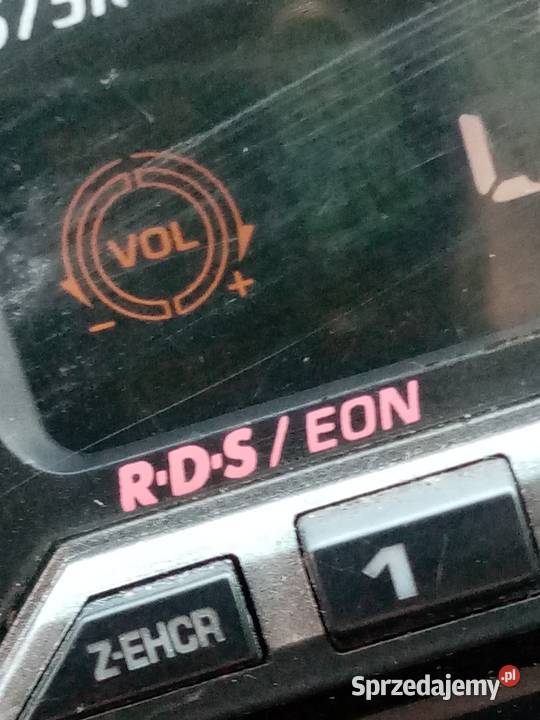 VOL
- +
R·D·S / EON
1
Z-EHCR
Sprzedajemy.pl